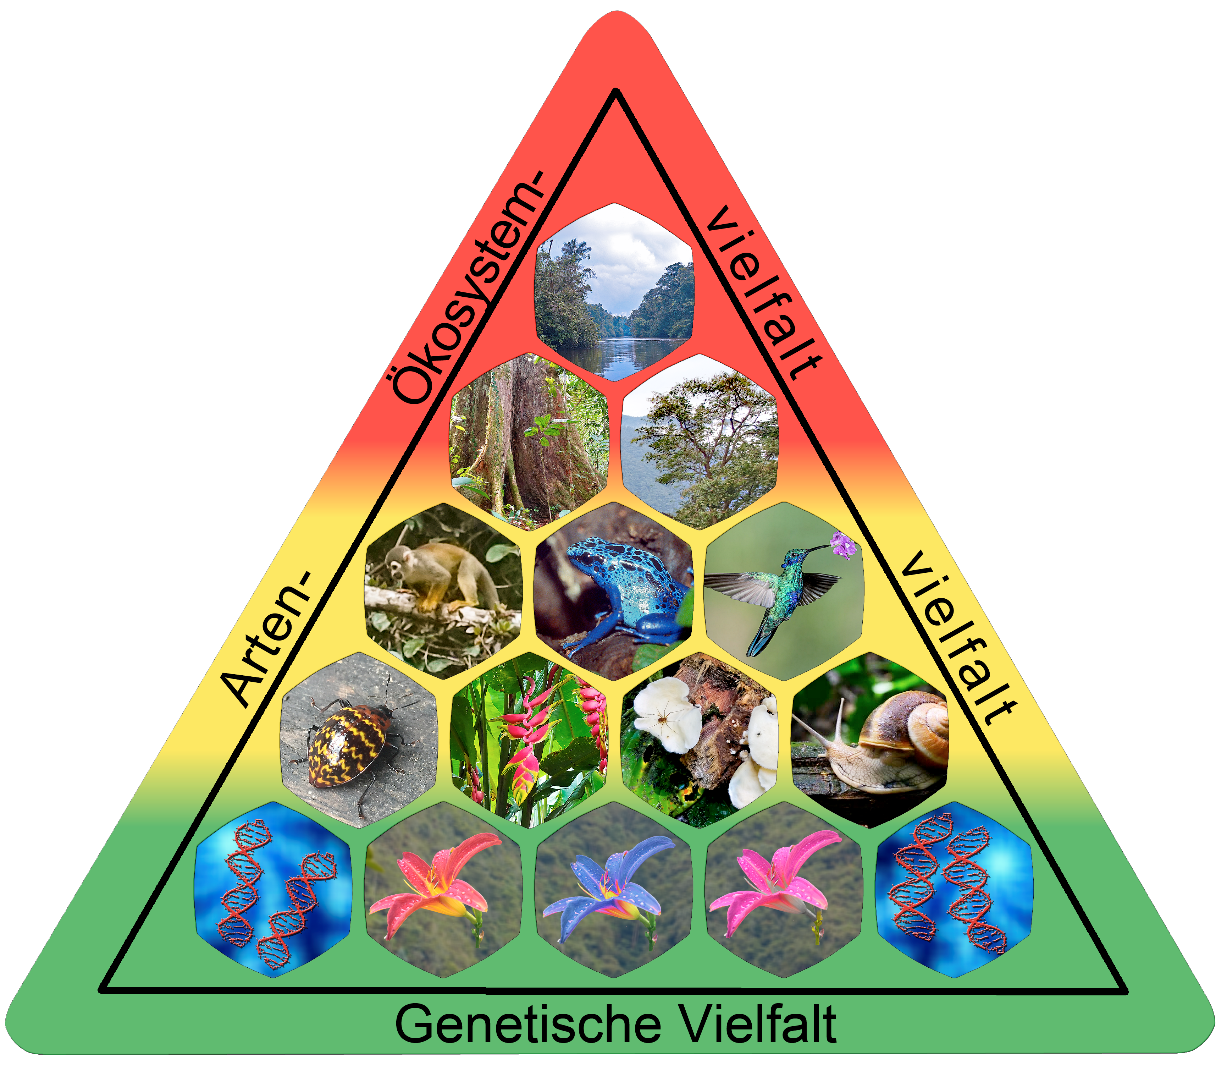 Ökosystem-
vielfalt
Arten-
vielfalt
Genetische Vielfalt